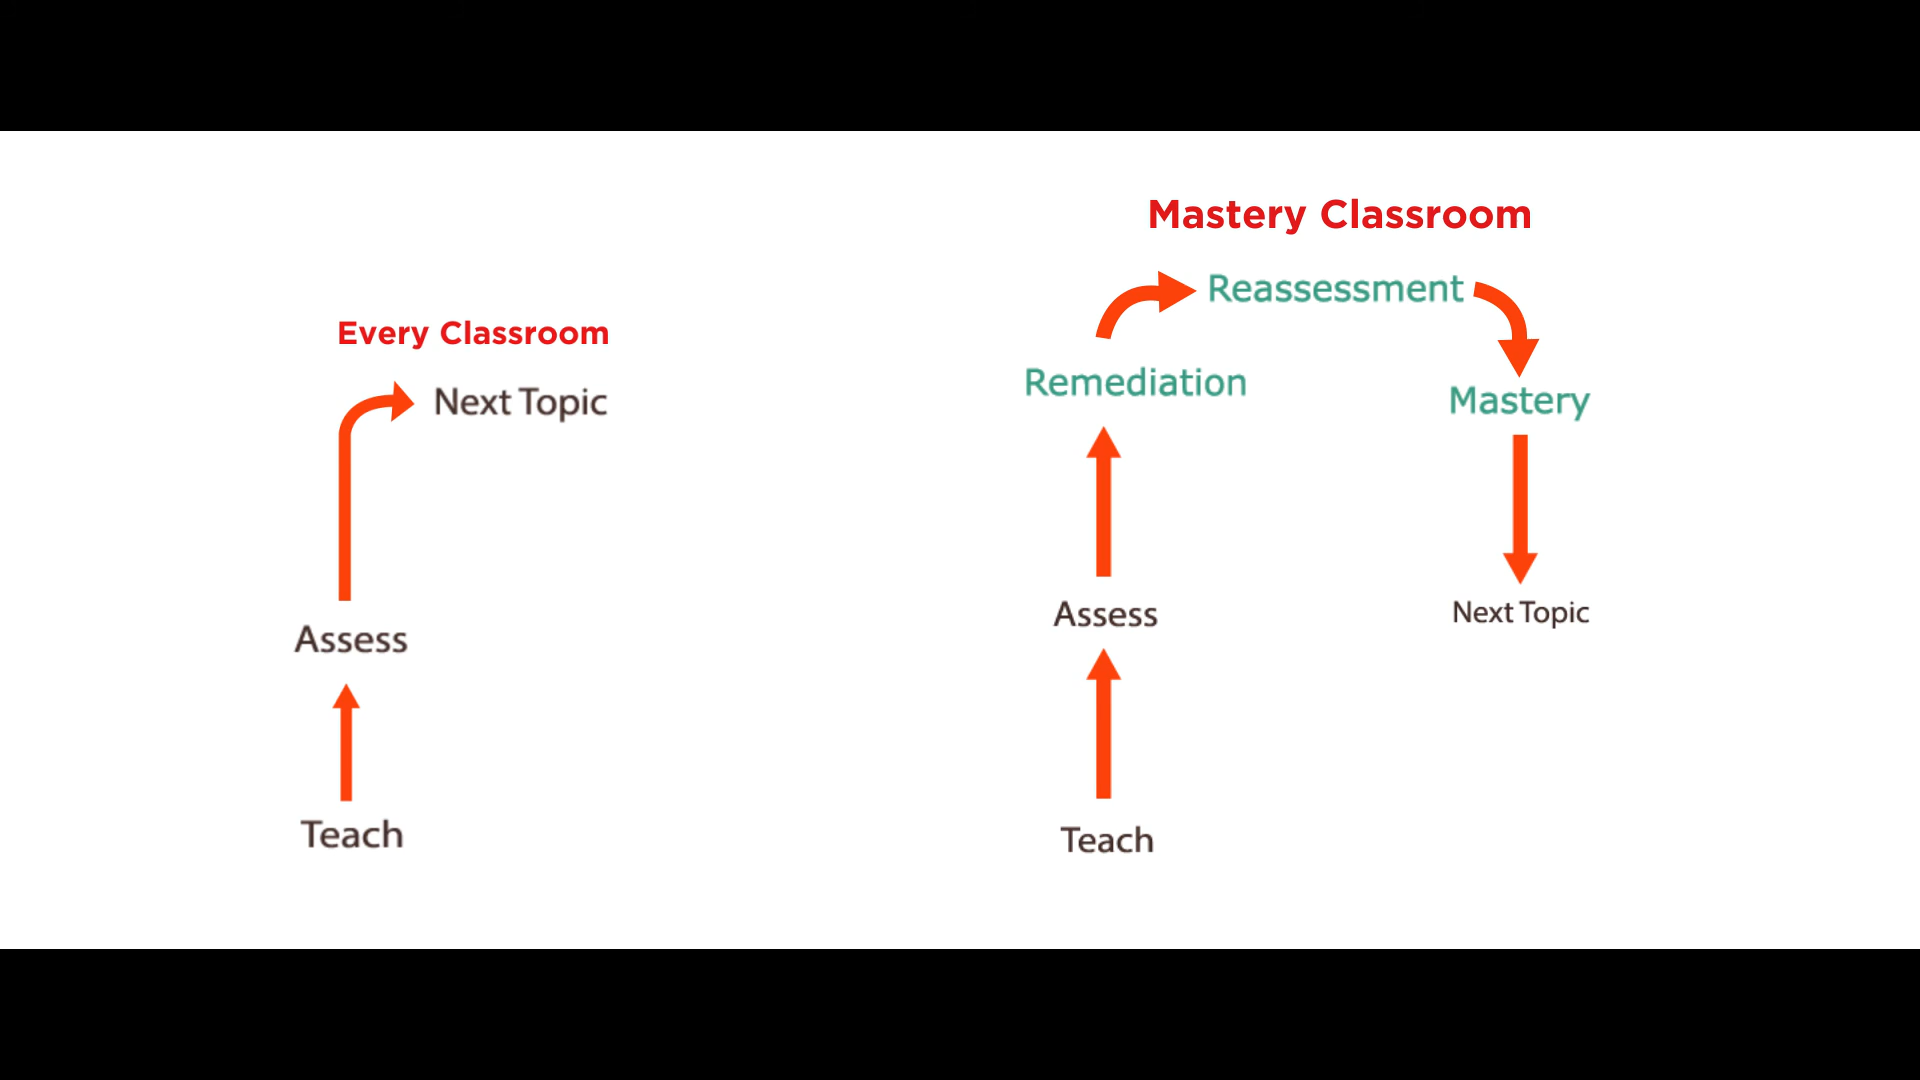 Every Classroom
Next Topic
Assess
Teach
Mastery Classroom
Reassessment
Remediation
Mastery
Assess
Next Topic
Teach